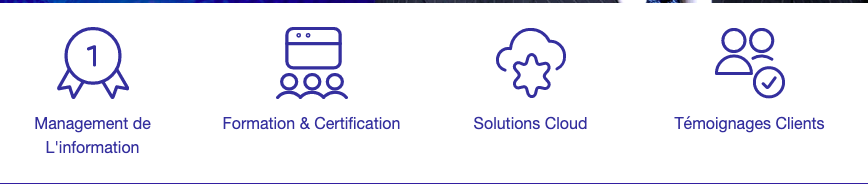 1
Management de
L'information
Formation & Certification
Solutions Cloud
Témoignages Clients